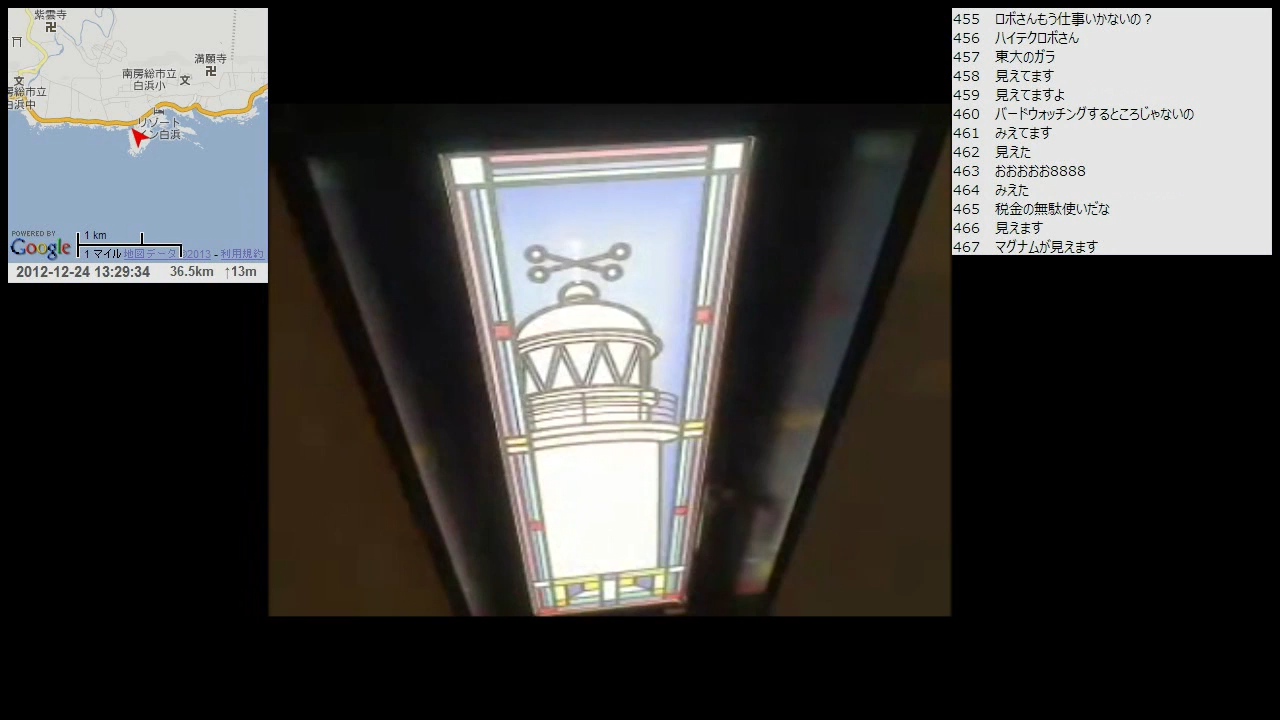 紫雲寺
満願寺
南房総市立
白浜小
房総市立
白浜中
リゾート
イン白浜
POWERED BY
Google
1 km
1 マイル 地図データ ©2013 - 利用規約
2012-12-24 13:29:34 36.5km ↑13m
455 ロボさんもう仕事いかないの？
456 ハイテクロボさん
457 東大のガラ
458 見えてます
459 見えてますよ
460 バードウォッチングするところじゃないの
461 みえてます
462 見えた
463 おおおおお8888
464 みえた
465 税金の無駄使いだな
466 見えます
467 マグナムが見えます